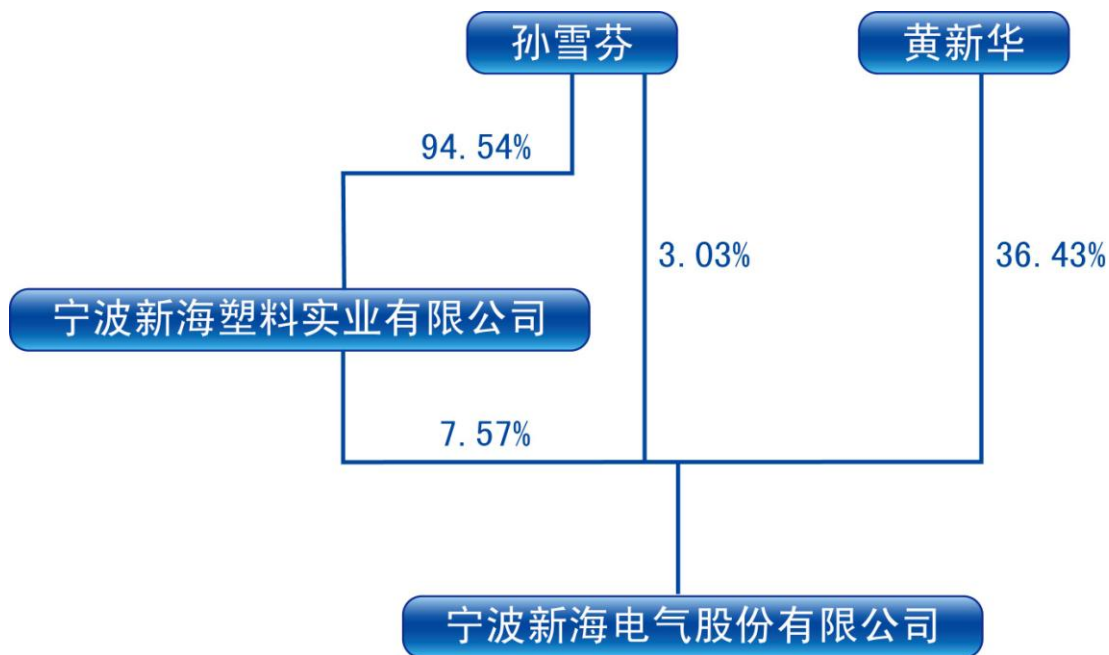 孙雪芬
黄新华
94.54%
3.03%
36.43%
宁波新海塑料实业有限公司
7.57%
宁波新海电气股份有限公司